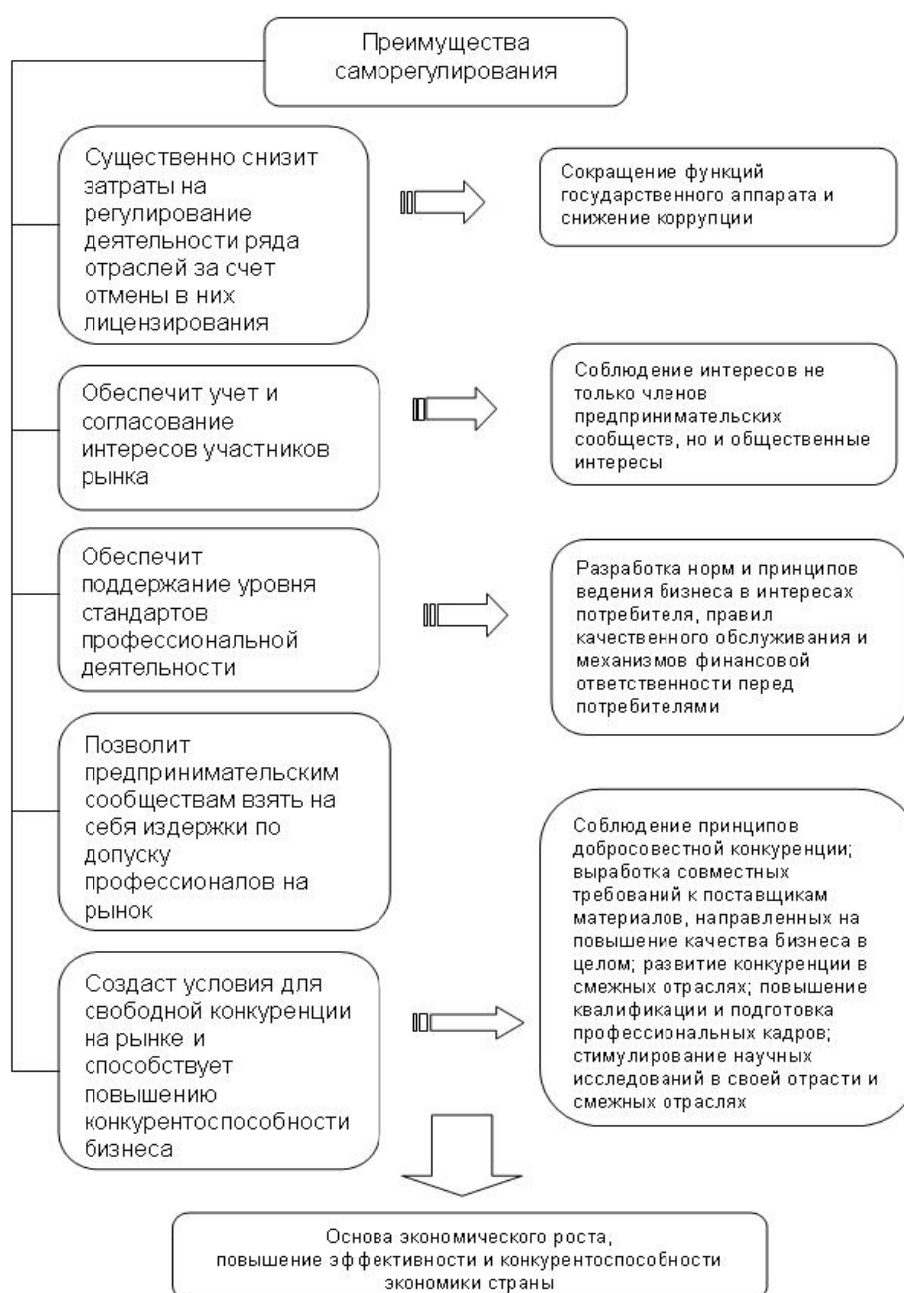 Преимущества
саморегулирования
Существенно снизит
затраты на
регулирование
деятельности ряда
отраслей за счет
отмены в них
лицензирования
Сокращение функций
государственного аппарата и
снижение коррупции
Обеспечит учет и
согласование
интересов участников
рынка
Соблюдение интересов не
только членов
предпринимательских
сообществ, но и общественные
интересы
Обеспечит
поддержание уровня
стандартов
профессиональной
деятельности
Разработка норм и принципов
ведения бизнеса в интересах
потребителя, правил
качественного обслуживания и
механизмов финансовой
ответственности перед
потребителями
Позволит
предпринимательским
сообществам взять на
себя издержки по
допуску
профессионалов на
рынок
Создаст условия для
свободной конкуренции
на рынке и
способствует
повышению
конкурентоспособности
бизнеса
Соблюдение принципов
добросовестной конкуренции;
выработка совместных
требований к поставщикам
материалов, направленных на
повышение качества бизнеса в
целом; развитие конкуренции в
смежных отраслях; повышение
квалификации и подготовка
профессиональных кадров;
стимулирование научных
исследований в своей отрасти и
смежных отраслях
Основа экономического роста,
повышение эффективности и конкурентоспособности
экономики страны